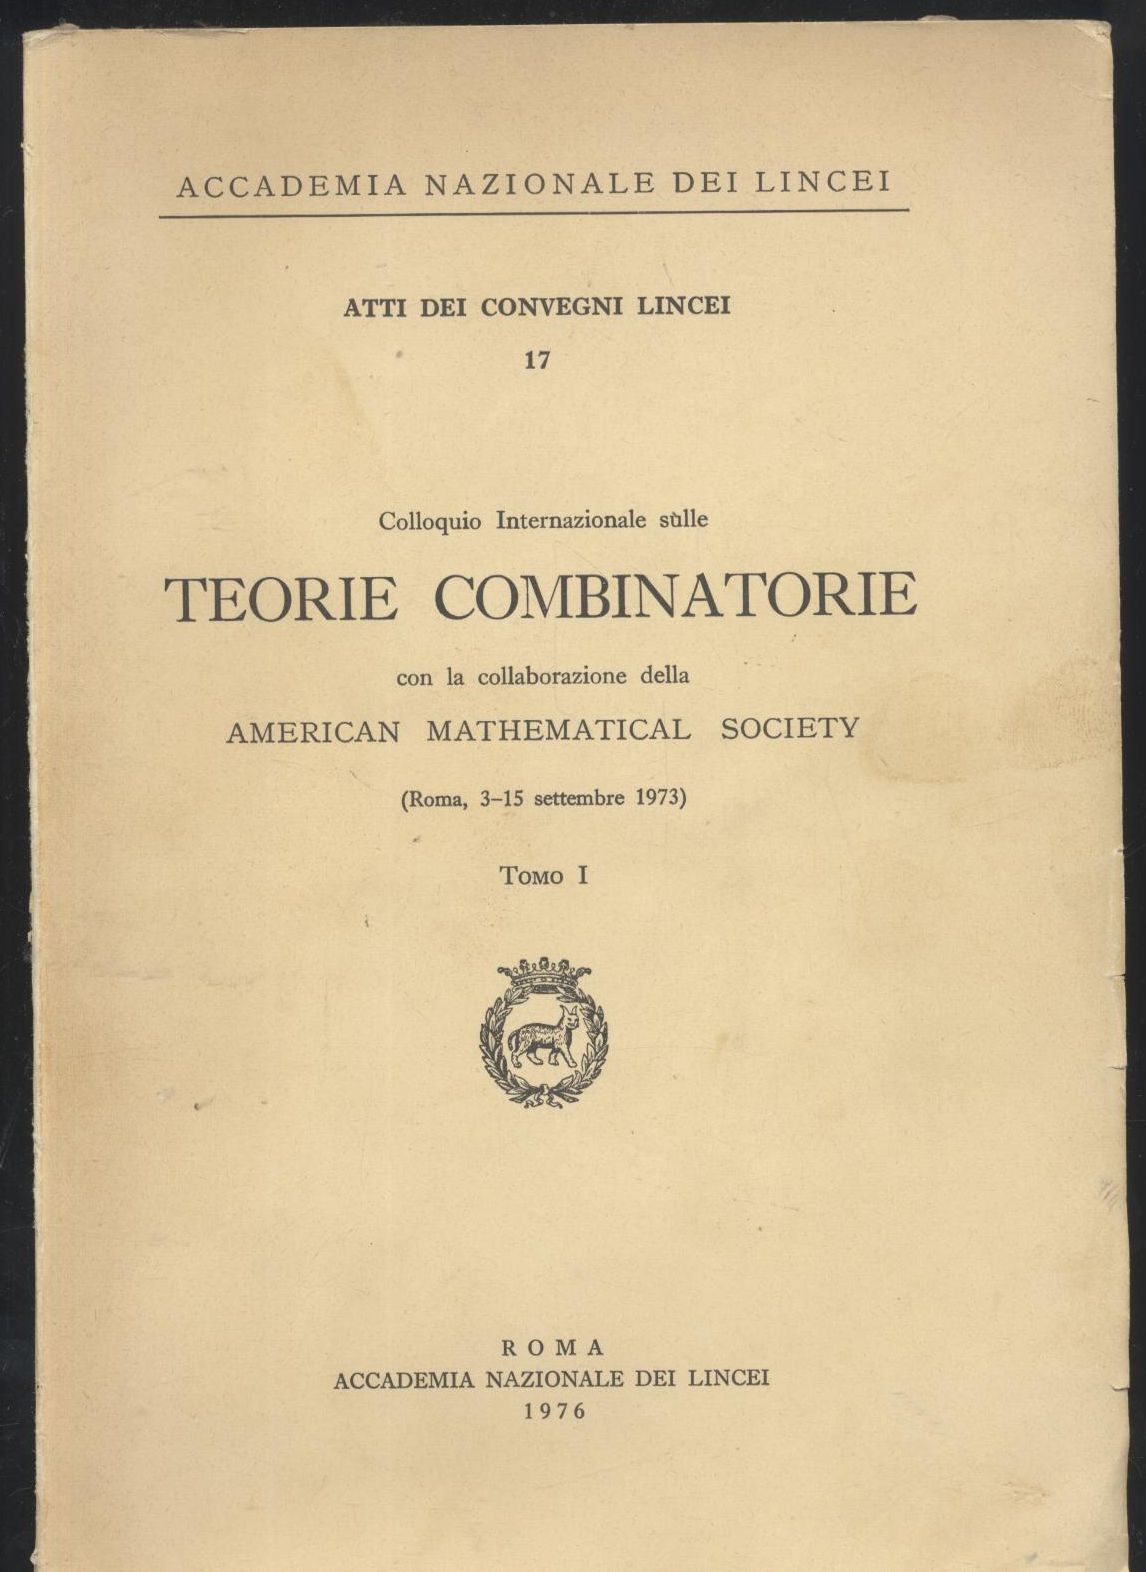 ACCADEMIA NAZIONALE DEI LINCEI
ATTI DEI CONVEGNI LINCEI
17
Colloquio Internazionale sùlle
TEORIE COMBINATORIE
con la collaborazione della
AMERICAN MATHEMATICAL SOCIETY
(Roma, 3–15 settembre 1973)
TOMO I
ROMA
ACCADEMIA NAZIONALE DEI LINCEI
1976